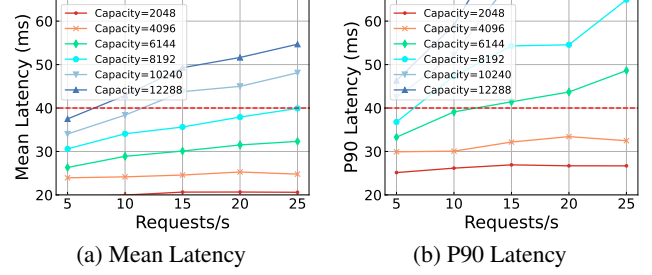 Mean Latency (ms)
60
50
40
30
20
Capacity=2048
Capacity=4096
Capacity=6144
Capacity=8192
Capacity=10240
Capacity=12288
5 10 15 20 25
Requests/s
(a) Mean Latency
P90 Latency (ms)
60
50
40
30
20
Capacity=2048
Capacity=4096
Capacity=6144
Capacity=8192
Capacity=10240
Capacity=12288
5 10 15 20 25
Requests/s
(b) P90 Latency